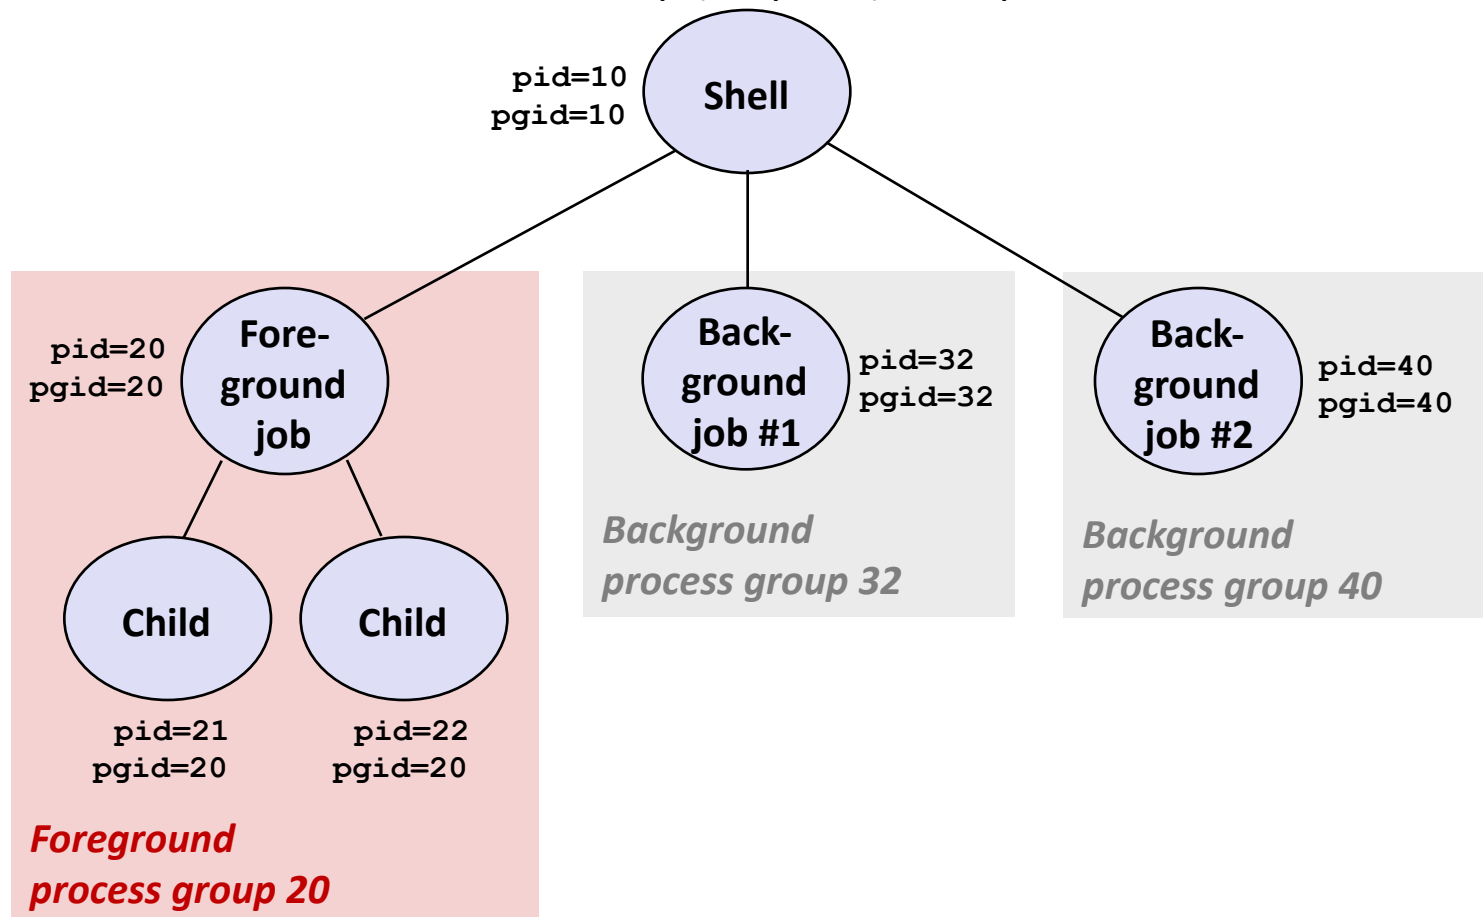 pid=10
pgid=10
Shell
pid=20
pgid=20
Fore-
ground
job
Back-
ground
job #1
pid=32
pgid=32
Back-
ground
job #2
pid=40
pgid=40
Child
Child
pid=21
pgid=20
pid=22
pgid=20
Background
process group 32
Background
process group 40
Foreground
process group 20